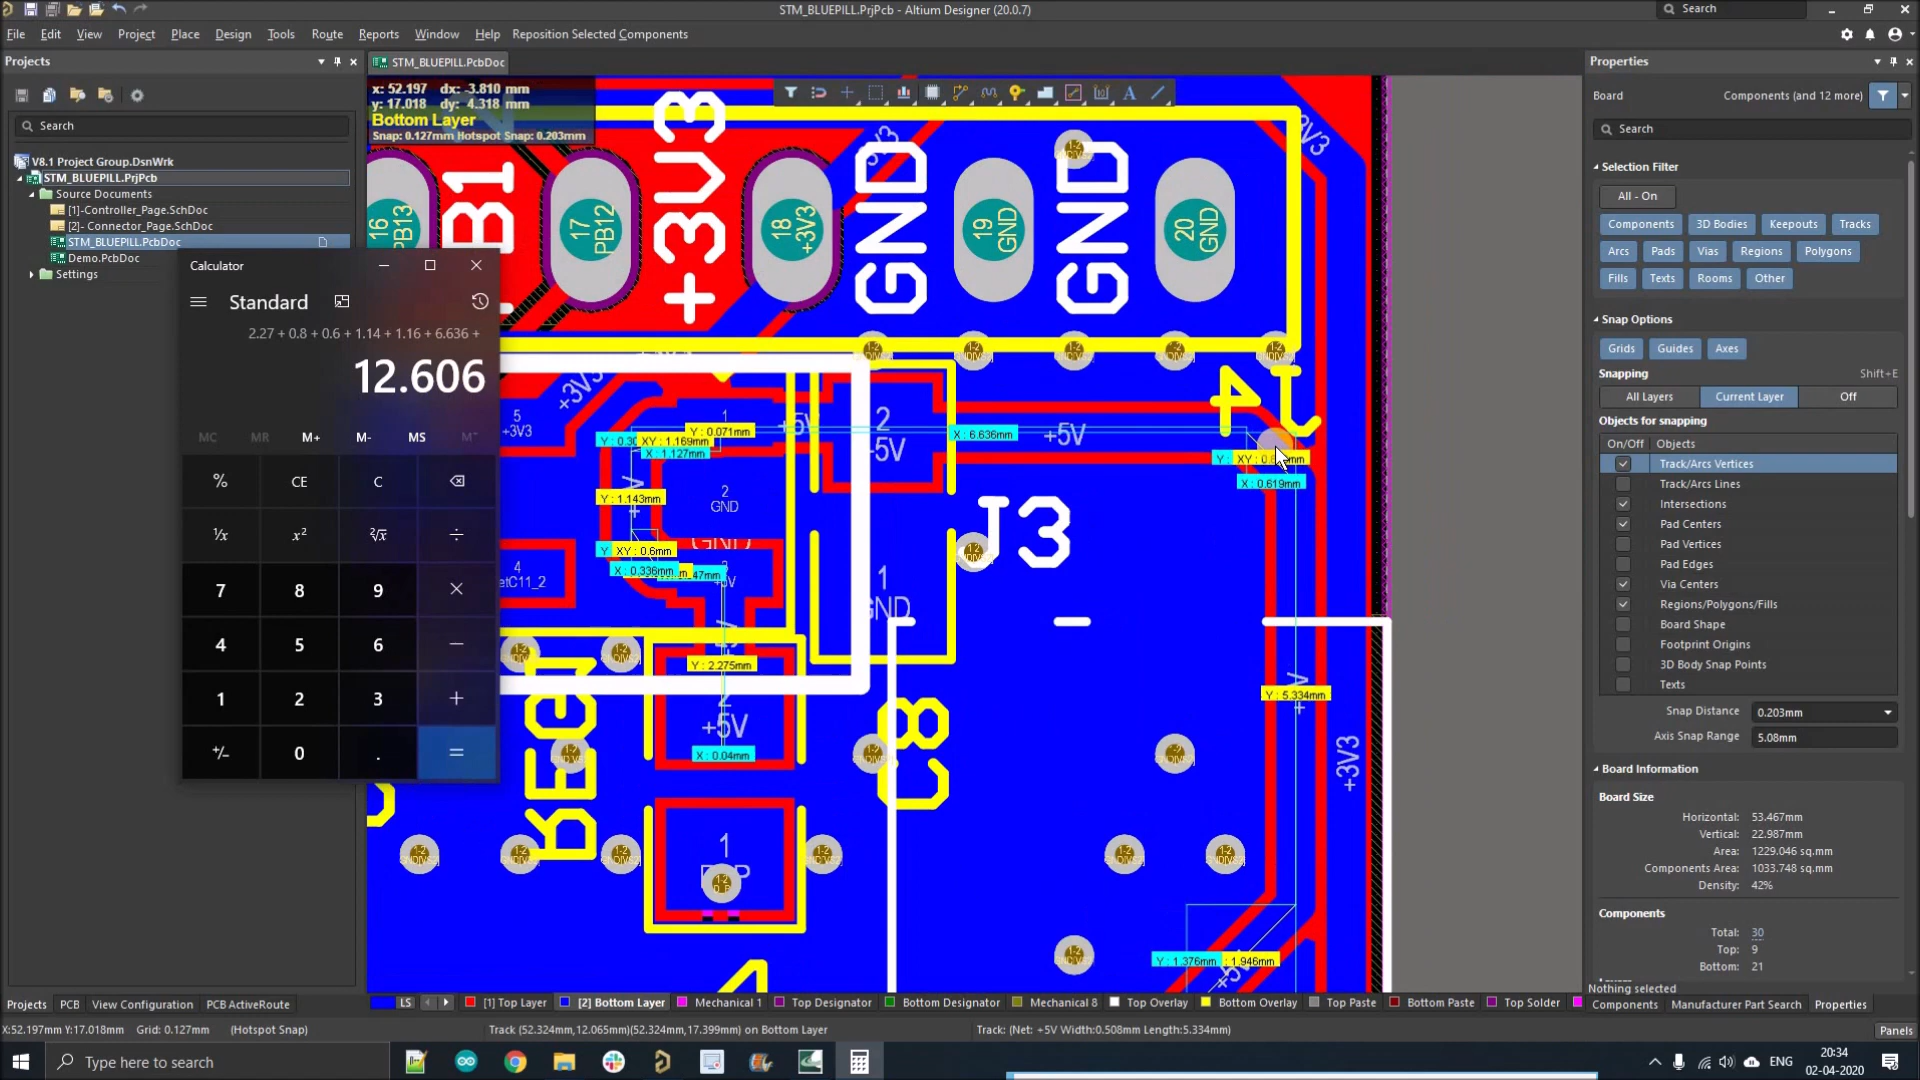 STM_BLUEPILL.PrjPcb - Altium Designer (20.0.7)
Search
File Edit View Project Place Design Tools Route Reports Window Help Reposition Selected Components
Projects
STM_BLUEPILL.PcbDoc
Properties
x: 52.197 dx: -3.810 mm
y: 17.018 dy: 4.318 mm
Bottom Layer
Snap: 0.127mm Hotspot Snap: 0.203mm
Board
Components (and 12 more)
Search
Search
V8.1 Project Group.DsnWrk
STM_BLUEPILL.PrjPcb
Source Documents
[1]-Controller_Page.SchDoc
[2]- Connector_Page.SchDoc
STM_BLUEPILL.PcbDoc
Demo.PcbDoc
Settings
Calculator
Standard
2.27 + 0.8 + 0.6 + 1.14 + 1.16 + 6.636 +
12.606
MC MR M+ M- MS
% CE C
7 8 9 ×
4 5 6 −
1 2 3 +
+/- 0 . =
B1
+3V3
GND
GND
+3V3
16
PB13
17
PB12
18
+3V3
19
GND
20
GND
J4
J3
C8
5
+3V3
+3V3
1
+5V
2
GND
2
+5V
+5V
4
etC11_2
1
GND
2
+5V
1
+3V3
+5V
Y : 0.071mm
XY : 1.169mm
X : 1.127mm
Y : 1.143mm
XY : 0.6mm
X : 0.336mm
X : 6.636mm
X : 0.619mm
Y : 2.275mm
X : 0.04mm
Y : 5.334mm
Y : 1.376mm
: 1.946mm
Selection Filter
All - On
Components 3D Bodies Keepouts Tracks
Arcs Pads Vias Regions Polygons
Fills Texts Rooms Other
Snap Options
Grids Guides Axes
Snapping Shift+E
All Layers Current Layer Off
Objects for snapping
On/Off Objects
Track/Arcs Vertices
Track/Arcs Lines
Intersections
Pad Centers
Pad Vertices
Pad Edges
Via Centers
Regions/Polygons/Fills
Board Shape
Footprint Origins
3D Body Snap Points
Texts
Snap Distance 0.203mm
Axis Snap Range 5.08mm
Board Information
Board Size
Horizontal: 53.467mm
Vertical: 22.987mm
Area: 1229.046 sq.mm
Components Area: 1033.748 sq.mm
Density: 42%
Components
Total: 30
Top: 9
Bottom: 21
Nothing selected
Projects PCB View Configuration PCB ActiveRoute
LS [1] Top Layer [2] Bottom Layer Mechanical 1 Top Designator Bottom Designator Mechanical 8 Top Overlay Bottom Overlay Top Paste Bottom Paste Top Solder
Components Manufacturer Part Search Properties
X:52.197mm Y:17.018mm Grid: 0.127mm (Hotspot Snap)
Track (52.324mm,12.065mm)(52.324mm,17.399mm) on Bottom Layer
Track: (Net: +5V Width:0.508mm Length:5.334mm)
Panels
Type here to search
ENG
20:34
02-04-2020